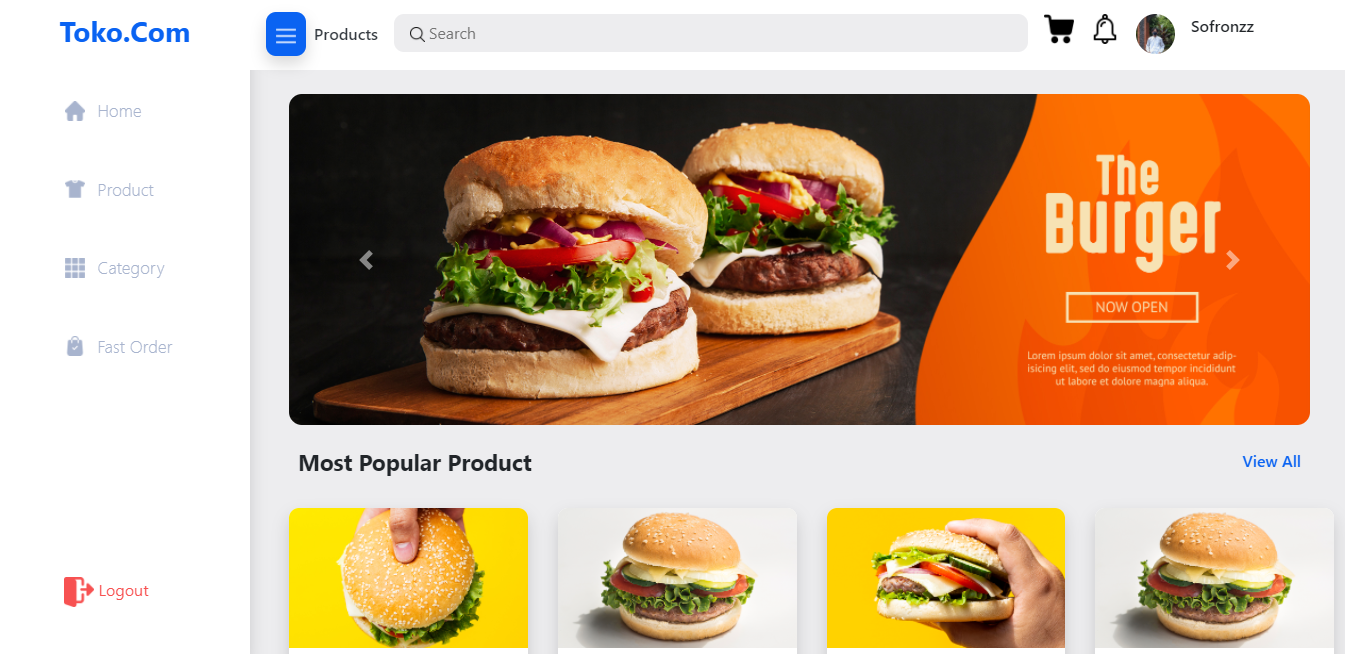 Toko.Com
Products
Search
Sofronzz
Home
Product
Category
Fast Order
Logout
The
Burger
NOW OPEN
Lorem ipsum dolor sit amet, consectetur adip-
isicing elit, sed do eiusmod tempor incididunt
ut labore et dolore magna aliqua.
Most Popular Product
View All